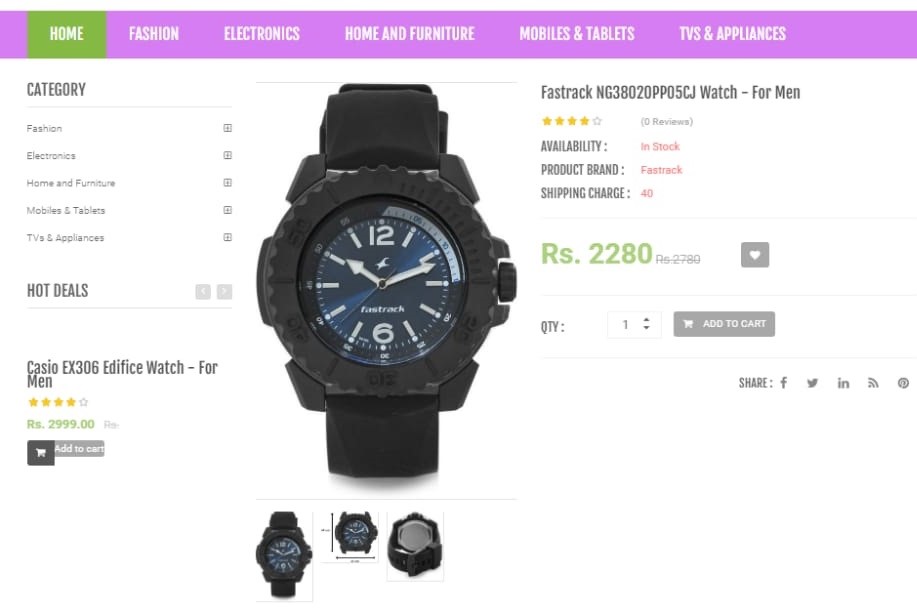 HOME FASHION ELECTRONICS HOME AND FURNITURE MOBILES & TABLETS TVS & APPLIANCES
CATEGORY
Fashion
Electronics
Home and Furniture
Mobiles & Tablets
TVs & Appliances
HOT DEALS
Casio EX306 Edifice Watch - For
Men
Rs. 2999.00 Rs.
Add to cart
12
fastrack
6
Fastrack NG38020PP05CJ Watch - For Men
(0 Reviews)
AVAILABILITY : In Stock
PRODUCT BRAND : Fastrack
SHIPPING CHARGE : 40
Rs. 2280 Rs.2780
QTY : 1 ADD TO CART
SHARE :